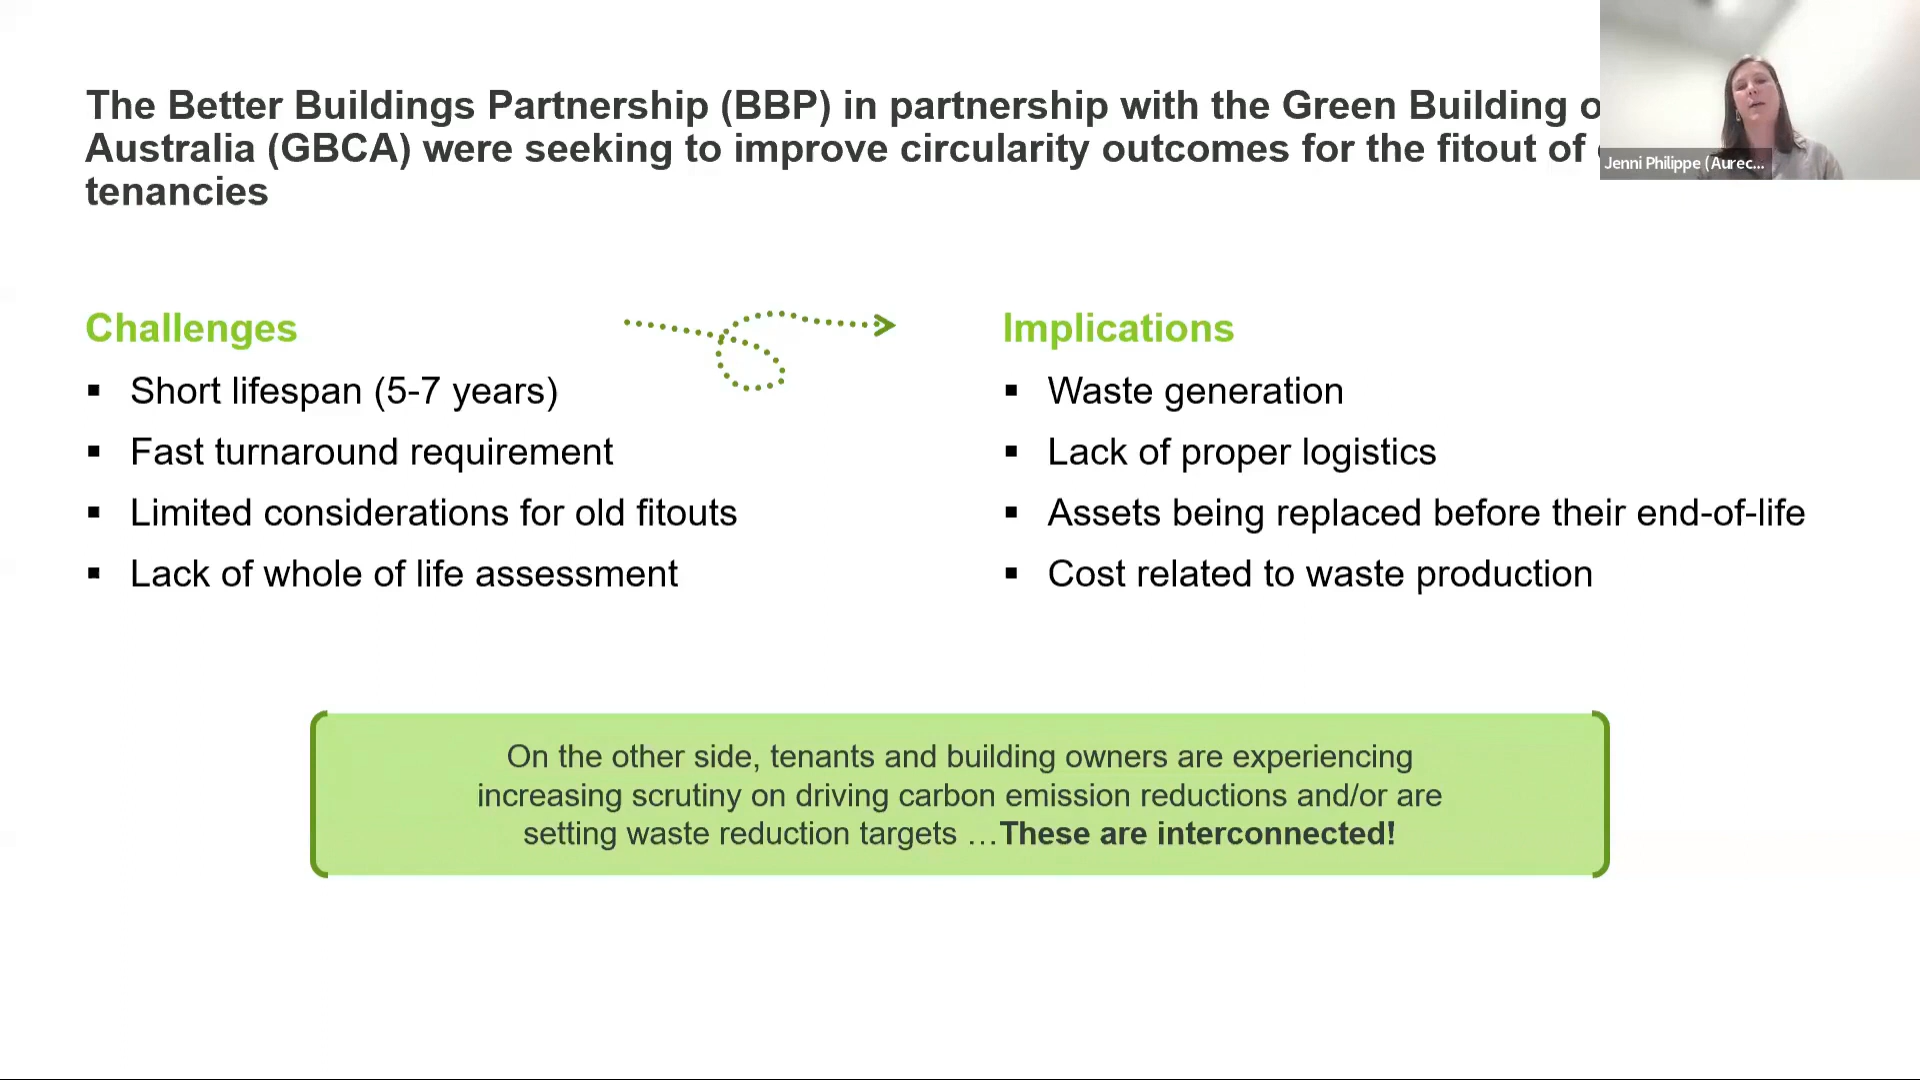 The Better Buildings Partnership (BBP) in partnership with the Green Building
Australia (GBCA) were seeking to improve circularity outcomes for the fitout of
tenancies
Jenni Philippe (Aurec...
Challenges
▪ Short lifespan (5-7 years)
▪ Fast turnaround requirement
▪ Limited considerations for old fitouts
▪ Lack of whole of life assessment
Implications
▪ Waste generation
▪ Lack of proper logistics
▪ Assets being replaced before their end-of-life
▪ Cost related to waste production
On the other side, tenants and building owners are experiencing
increasing scrutiny on driving carbon emission reductions and/or are
setting waste reduction targets …These are interconnected!